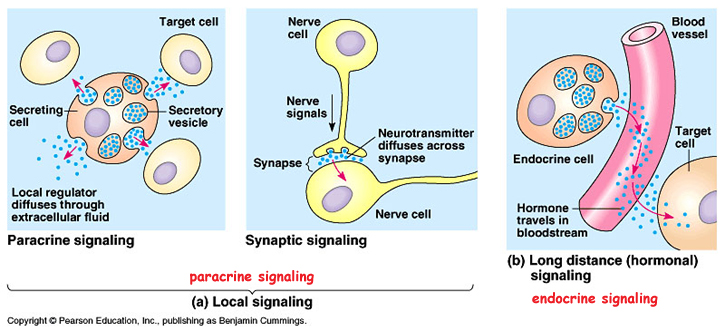 Target cell
Secreting
cell
Secretory
vesicle
Local regulator
diffuses through
extracellular fluid
Paracrine signaling
Nerve
cell
Nerve
signals
Neurotransmitter
diffuses across
synapse
Synapse
Nerve cell
Synaptic signaling
paracrine signaling
(a) Local signaling
Blood
vessel
Endocrine cell
Target
cell
Hormone
travels in
bloodstream
(b) Long distance (hormonal)
signaling
endocrine signaling
Copyright © Pearson Education, Inc., publishing as Benjamin Cummings.